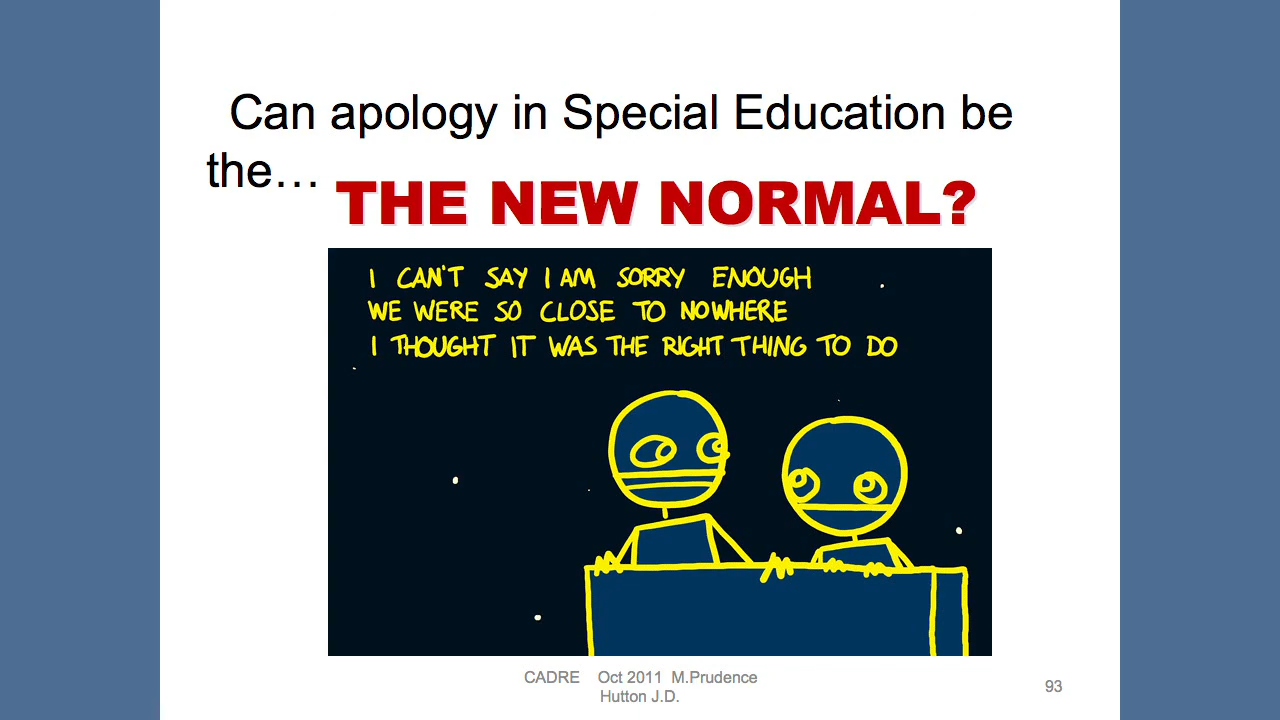 Can apology in Special Education be
the…
THE NEW NORMAL?
I CAN'T SAY I AM SORRY ENOUGH
WE WERE SO CLOSE TO NOWHERE
I THOUGHT IT WAS THE RIGHT THING TO DO
CADRE Oct 2011 M.Prudence
Hutton J.D.
93